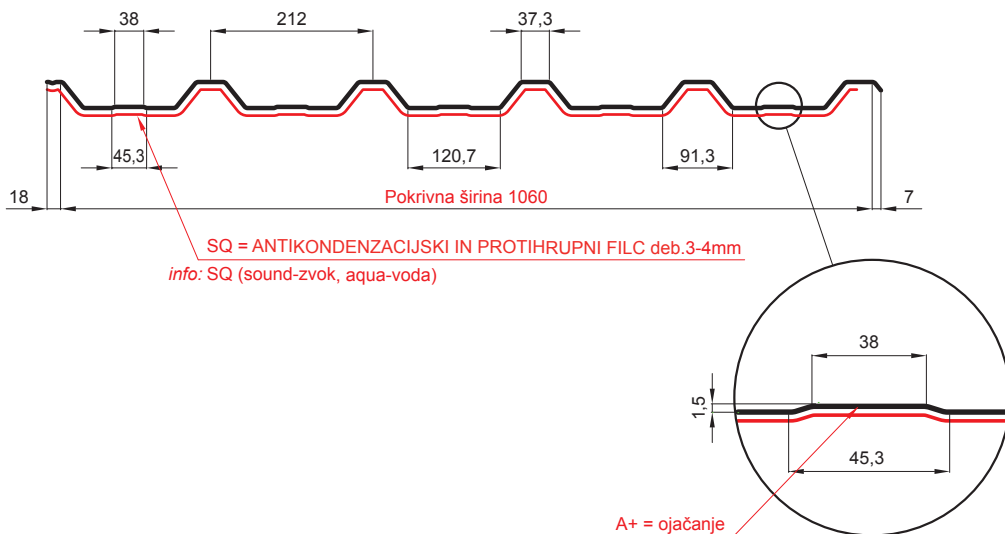 38
212
37,3
45,3
120,7
91,3
18
Pokrivna širina 1060
7
SQ = ANTIKONDENZACIJSKI IN PROTIHRUPNI FILC deb.3-4mm
info: SQ (sound-zvok, aqua-voda)
38
1,5
45,3
A+ = ojačanje